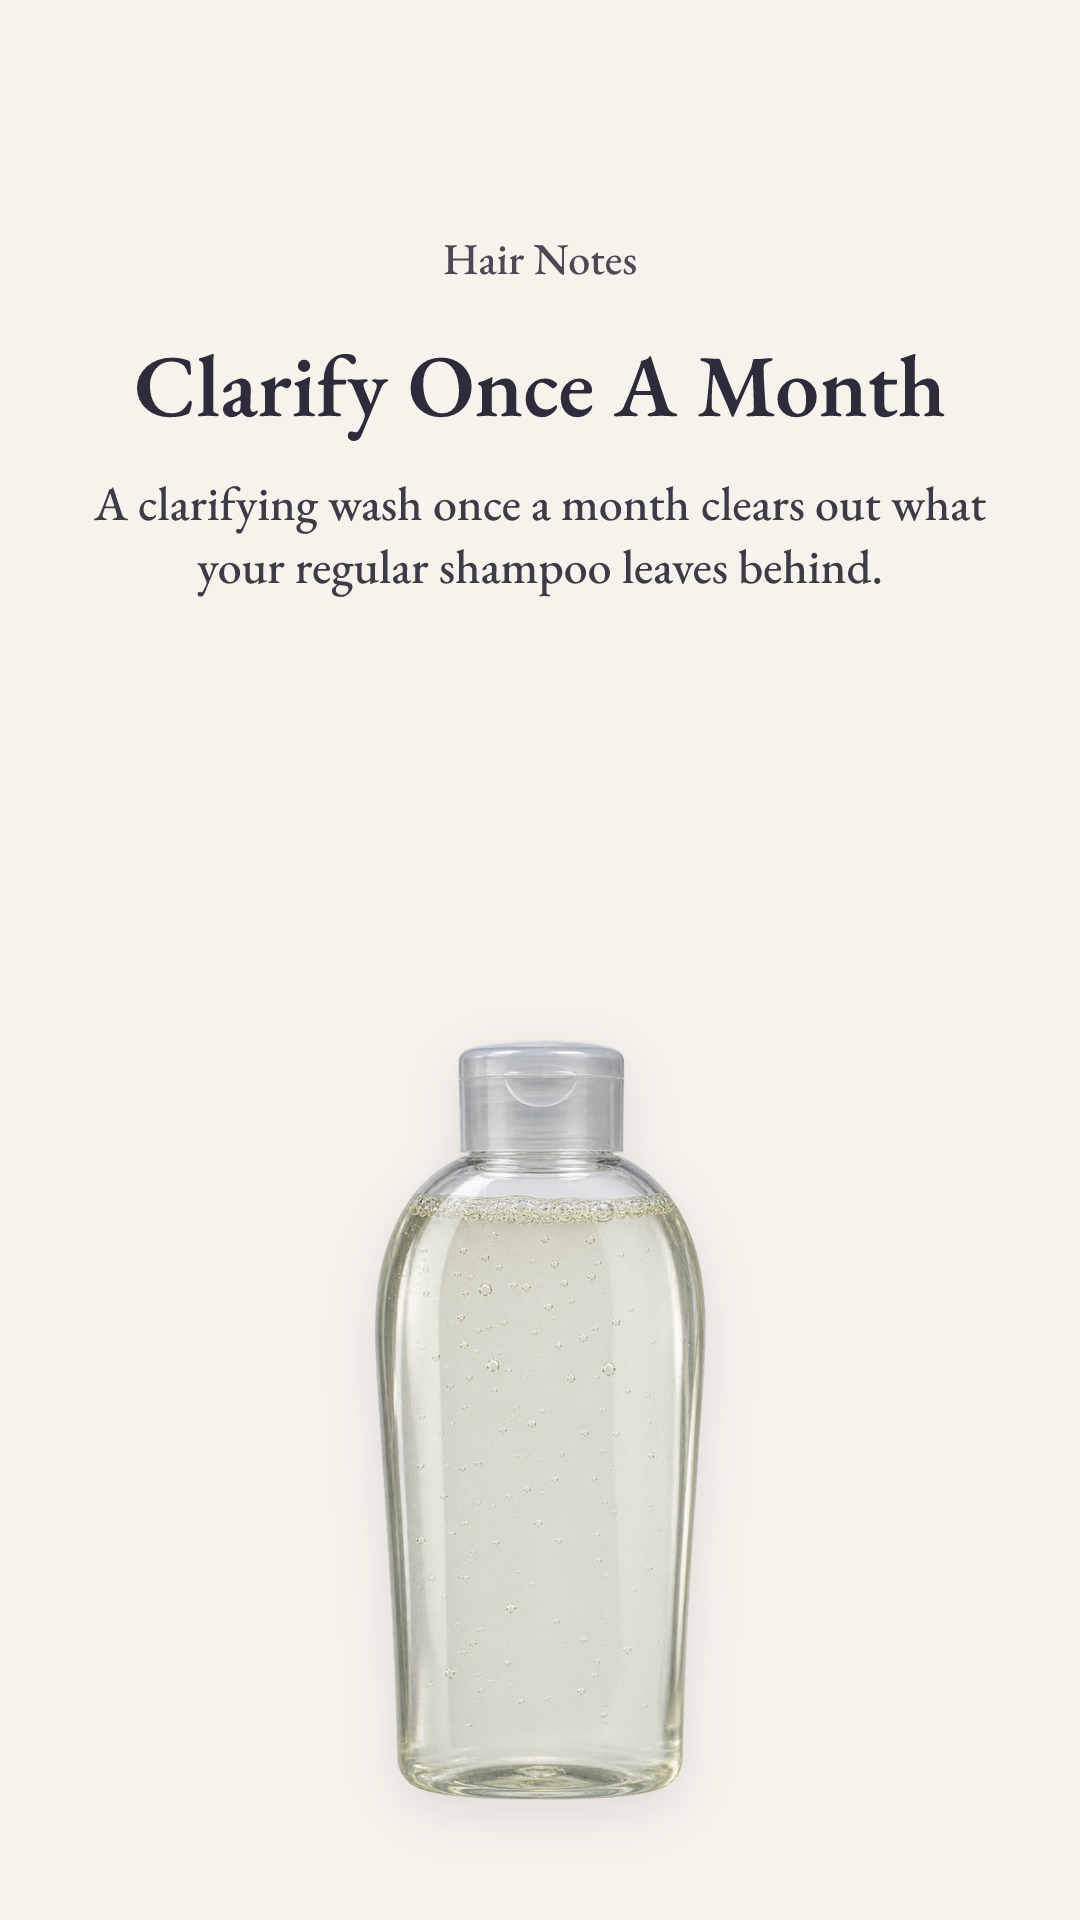 Hair Notes
Clarify Once A Month
A clarifying wash once a month clears out what
your regular shampoo leaves behind.